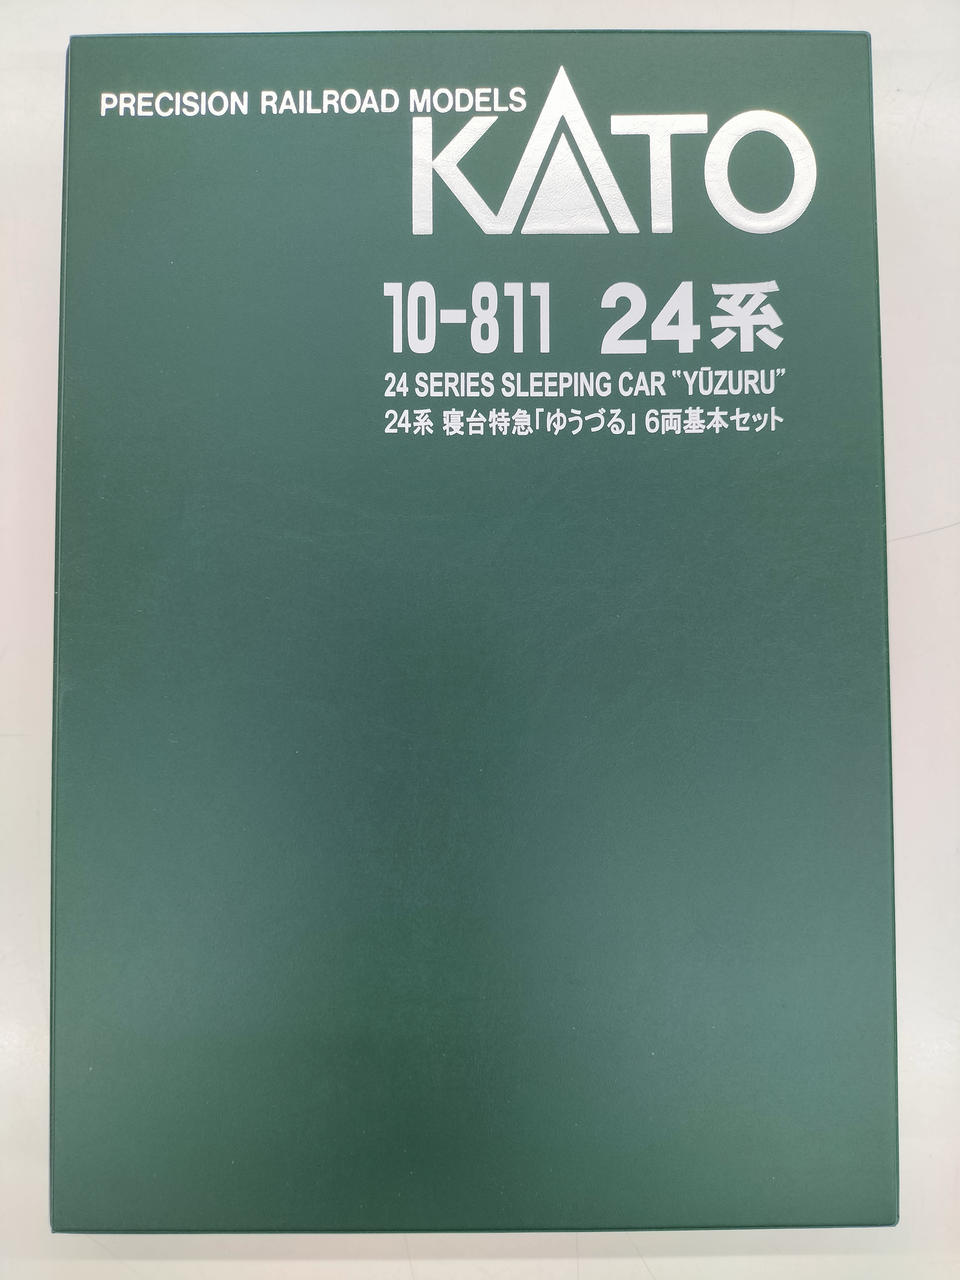 PRECISION RAILROAD MODELS
KATO
10-811 24系
24 SERIES SLEEPING CAR "YŪZURU"
24系 寝台特急「ゆうづる」 6両基本セット